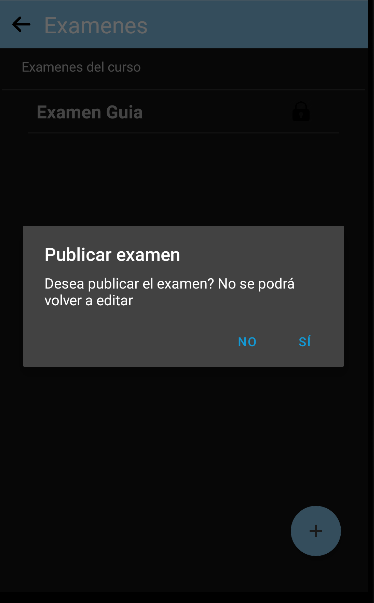 Examenes
Examenes del curso
Examen Guia
Publicar examen
Desea publicar el examen? No se podrá
volver a editar
NO SÍ
+